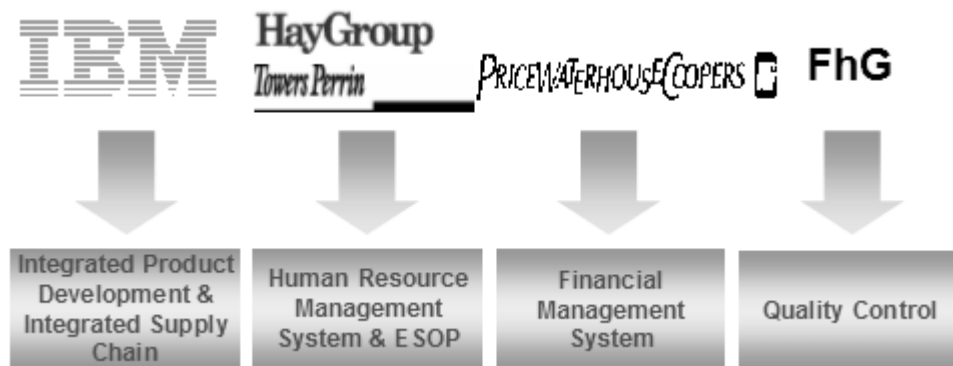 IBM
HayGroup
Towers Perrin
PRICEWATERHOUSECOOPERS
FhG
Integrated Product
Development &
Integrated Supply
Chain
Human Resource
Management
System & ESOP
Financial
Management
System
Quality Control